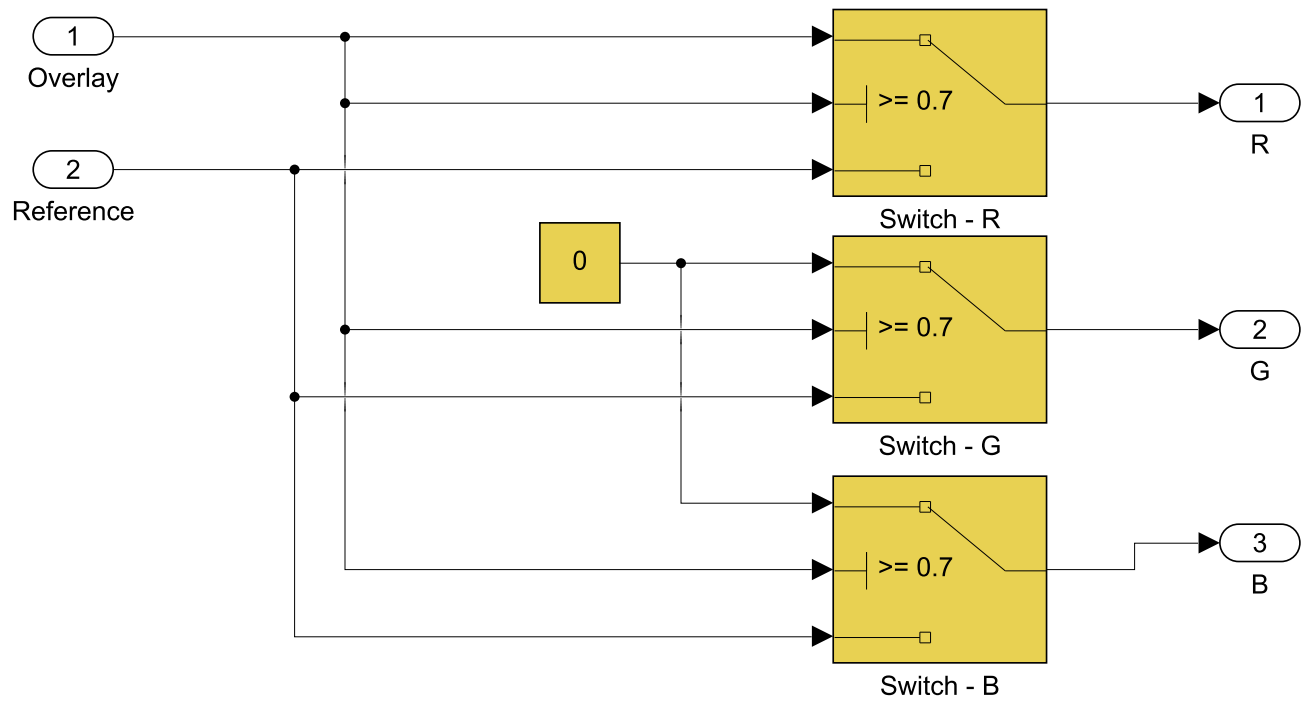 1
Overlay
>= 0.7
1
R
2
Reference
Switch - R
0
>= 0.7
2
G
Switch - G
>= 0.7
3
B
Switch - B